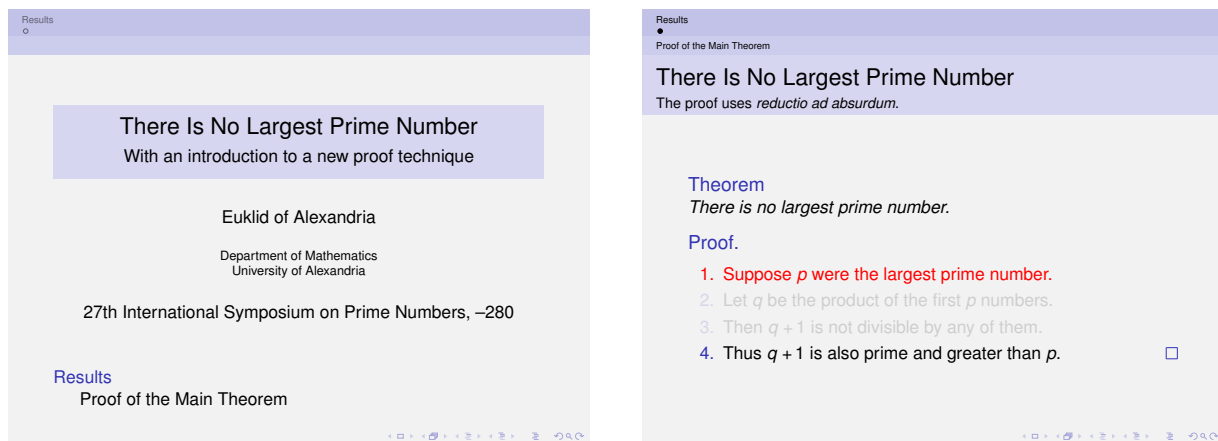 Results
There Is No Largest Prime Number
With an introduction to a new proof technique
Euklid of Alexandria
Department of Mathematics
University of Alexandria
27th International Symposium on Prime Numbers, –280
Results
Proof of the Main Theorem
Results
Proof of the Main Theorem
There Is No Largest Prime Number
The proof uses reductio ad absurdum.
Theorem
There is no largest prime number.
Proof.
1. Suppose p were the largest prime number.
2. Let q be the product of the first p numbers.
3. Then q + 1 is not divisible by any of them.
4. Thus q + 1 is also prime and greater than p.